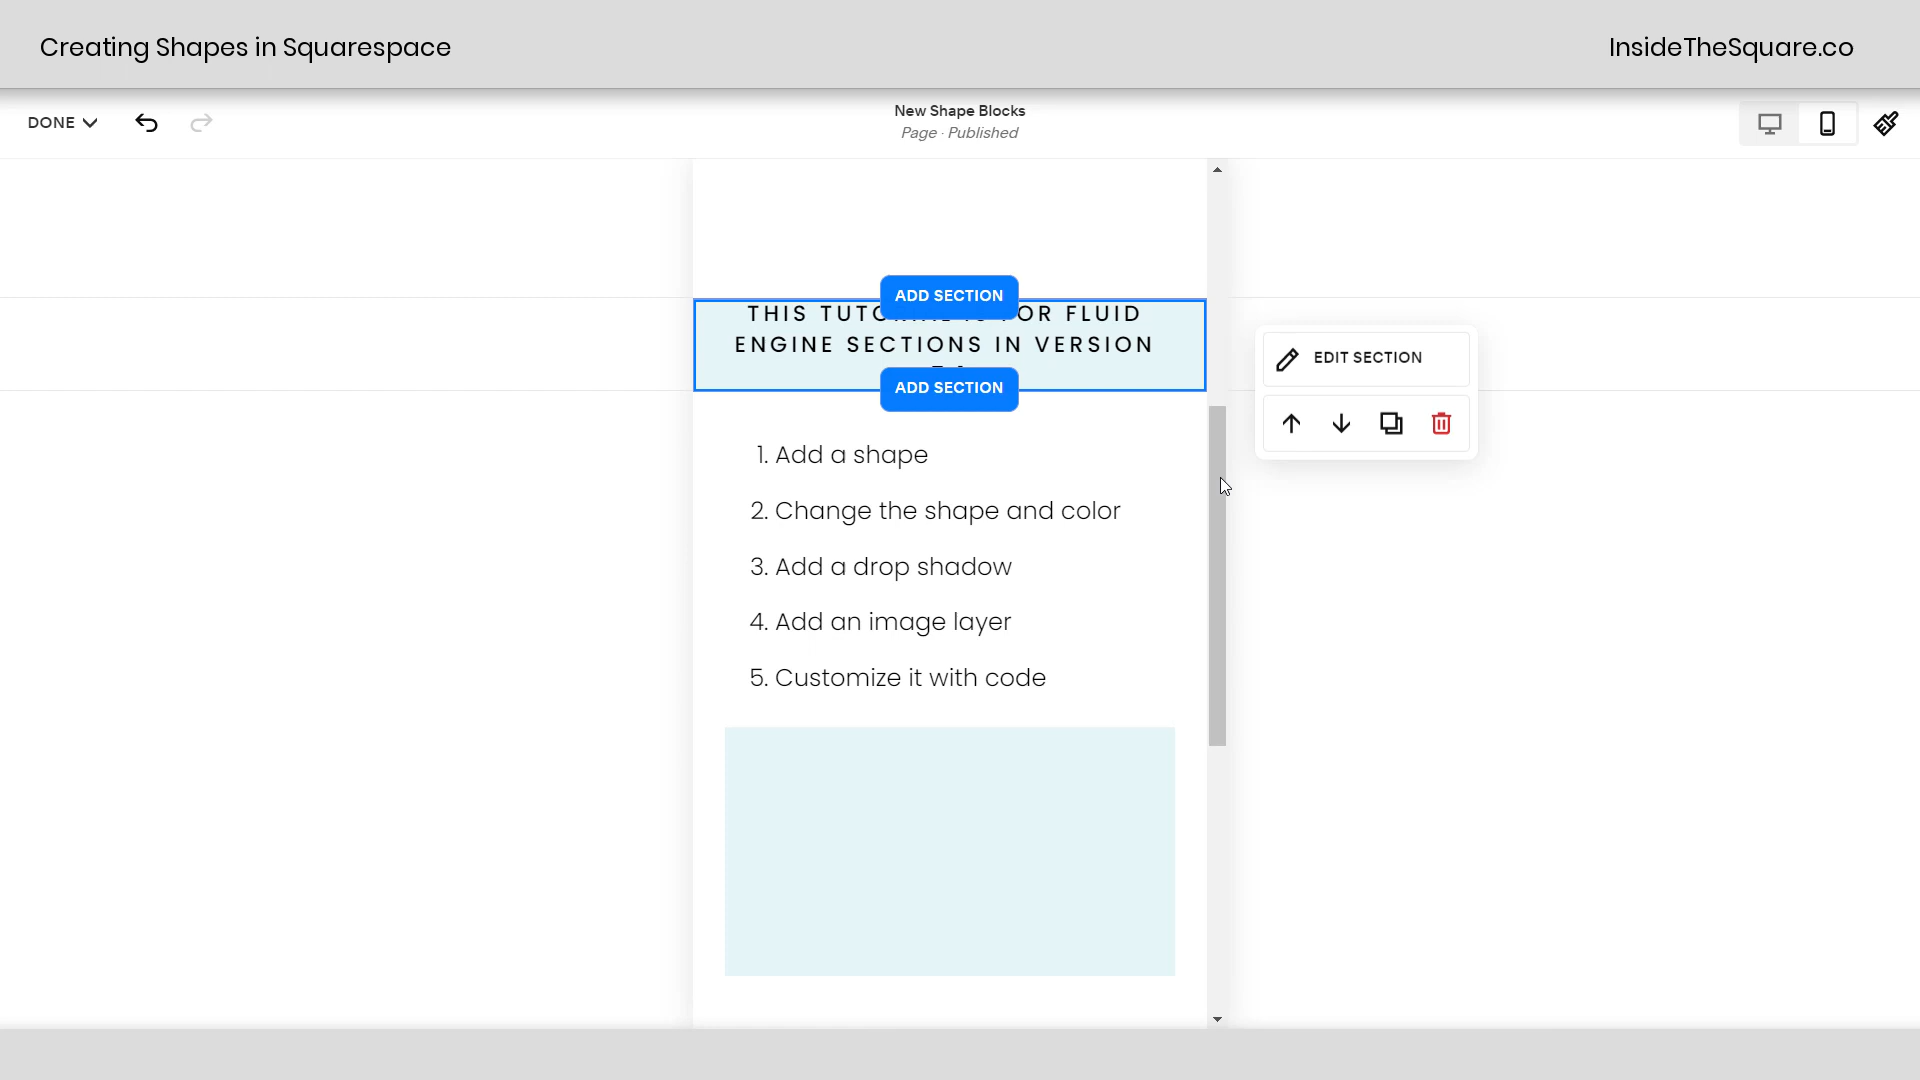 Creating Shapes in Squarespace
InsideTheSquare.co
DONE
New Shape Blocks
Page · Published
ADD SECTION
THIS FOR FLUID
ENGINE SECTIONS IN VERSION
ADD SECTION
EDIT SECTION
1. Add a shape
2. Change the shape and color
3. Add a drop shadow
4. Add an image layer
5. Customize it with code